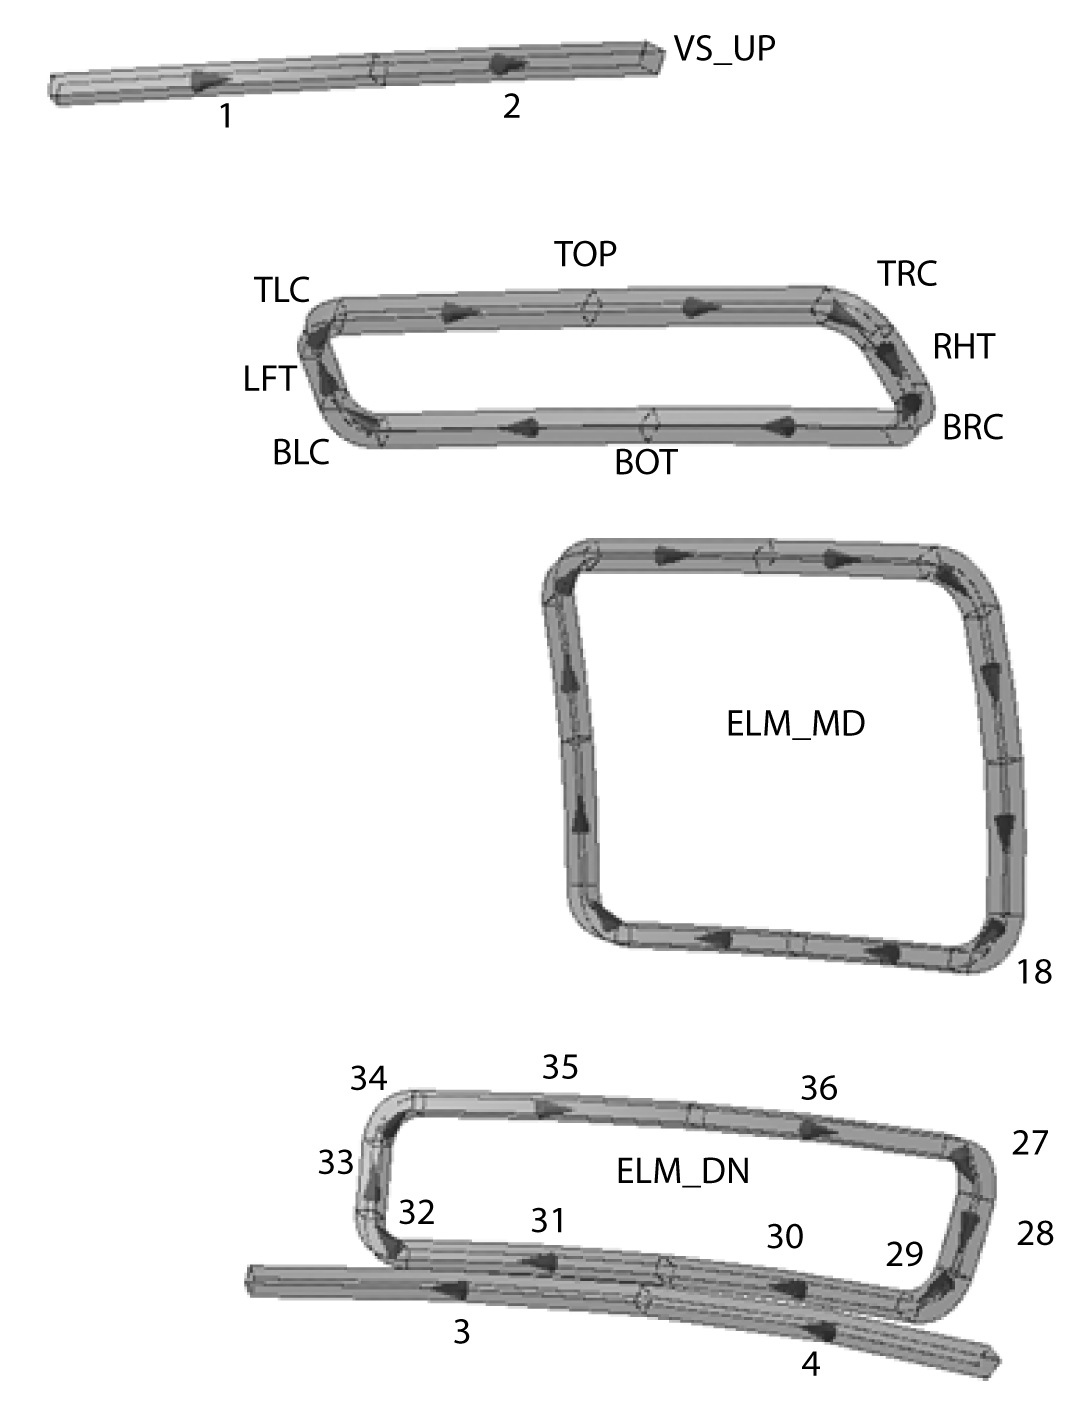 VS_UP
1
2
TOP
TLC
TRC
RHT
LFT
BRC
BLC
BOT
ELM_MD
18
34
35
36
27
33
ELM_DN
32
31
30
29
28
3
4